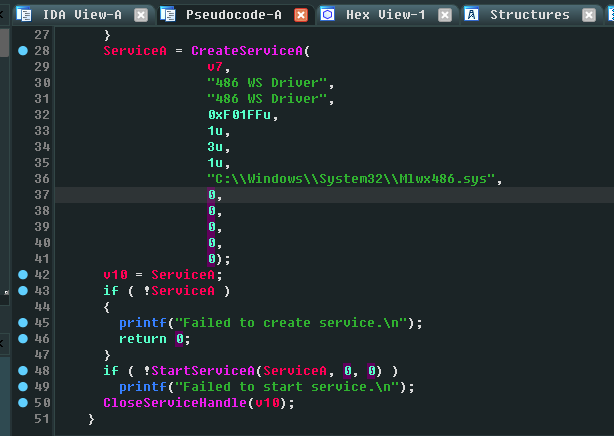 IDA View-A Pseudocode-A Hex View-1 Structures
27 }
28 ServiceA = CreateServiceA(
29 v7,
30 "486 WS Driver",
31 "486 WS Driver",
32 0xF01FFu,
33 1u,
34 3u,
35 1u,
36 "C:\\Windows\\System32\\Mlwx486.sys",
37 0,
38 0,
39 0,
40 0,
41 0);
42 v10 = ServiceA;
43 if ( !ServiceA )
44 {
45 printf("Failed to create service.\n");
46 return 0;
47 }
48 if ( !StartServiceA(ServiceA, 0, 0) )
49 printf("Failed to start service.\n");
50 CloseServiceHandle(v10);
51 }